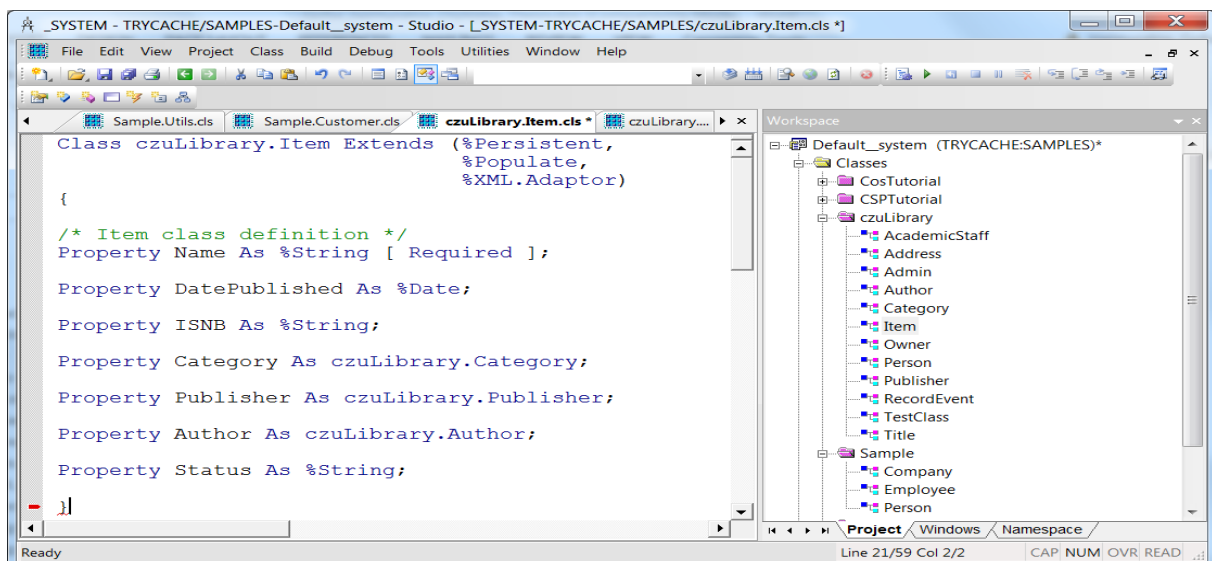 _SYSTEM - TRYCACHE/SAMPLES-Default__system - Studio - [_SYSTEM-TRYCACHE/SAMPLES/czuLibrary.Item.cls *]
File Edit View Project Class Build Debug Tools Utilities Window Help
Sample.Utils.cls Sample.Customer.cls czuLibrary.Item.cls * czuLibrary....
Class czuLibrary.Item Extends (%Persistent,
%Populate,
%XML.Adaptor)
{
/* Item class definition */
Property Name As %String [ Required ];
Property DatePublished As %Date;
Property ISNB As %String;
Property Category As czuLibrary.Category;
Property Publisher As czuLibrary.Publisher;
Property Author As czuLibrary.Author;
Property Status As %String;
}
Workspace
Default__system (TRYCACHE:SAMPLES)*
Classes
CosTutorial
CSPTutorial
czuLibrary
AcademicStaff
Address
Admin
Author
Category
Item
Owner
Person
Publisher
RecordEvent
TestClass
Title
Sample
Company
Employee
Person
Project Windows Namespace
Ready Line 21/59 Col 2/2 CAP NUM OVR READ